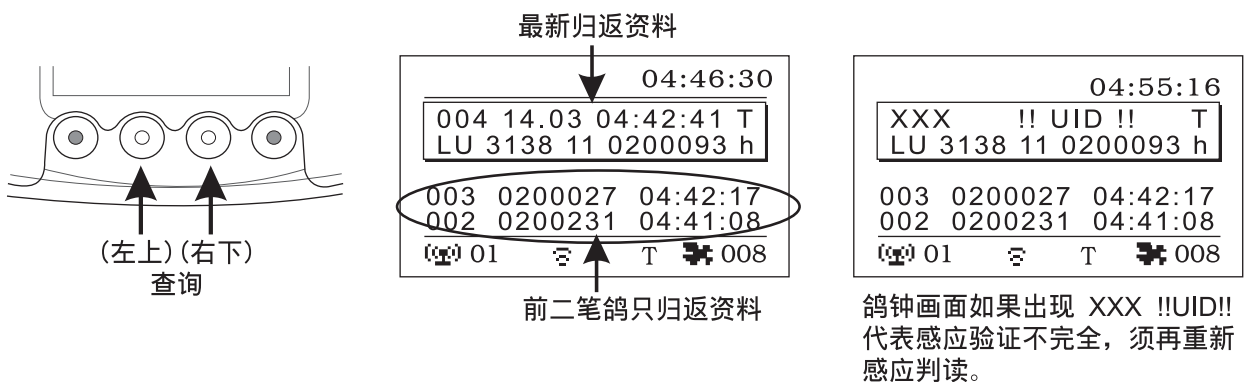 最新归返资料
(左上)(右下)
查询
04:46:30
004 14.03 04:42:41 T
LU 3138 11 0200093 h
003 0200027 04:42:17
002 0200231 04:41:08
01 T 008
前二笔鸽只归返资料
04:55:16
XXX !! UID !! T
LU 3138 11 0200093 h
003 0200027 04:42:17
002 0200231 04:41:08
01 T 008
鸽钟画面如果出现 XXX !!UID!!
代表感应验证不完全，须再重新
感应判读。